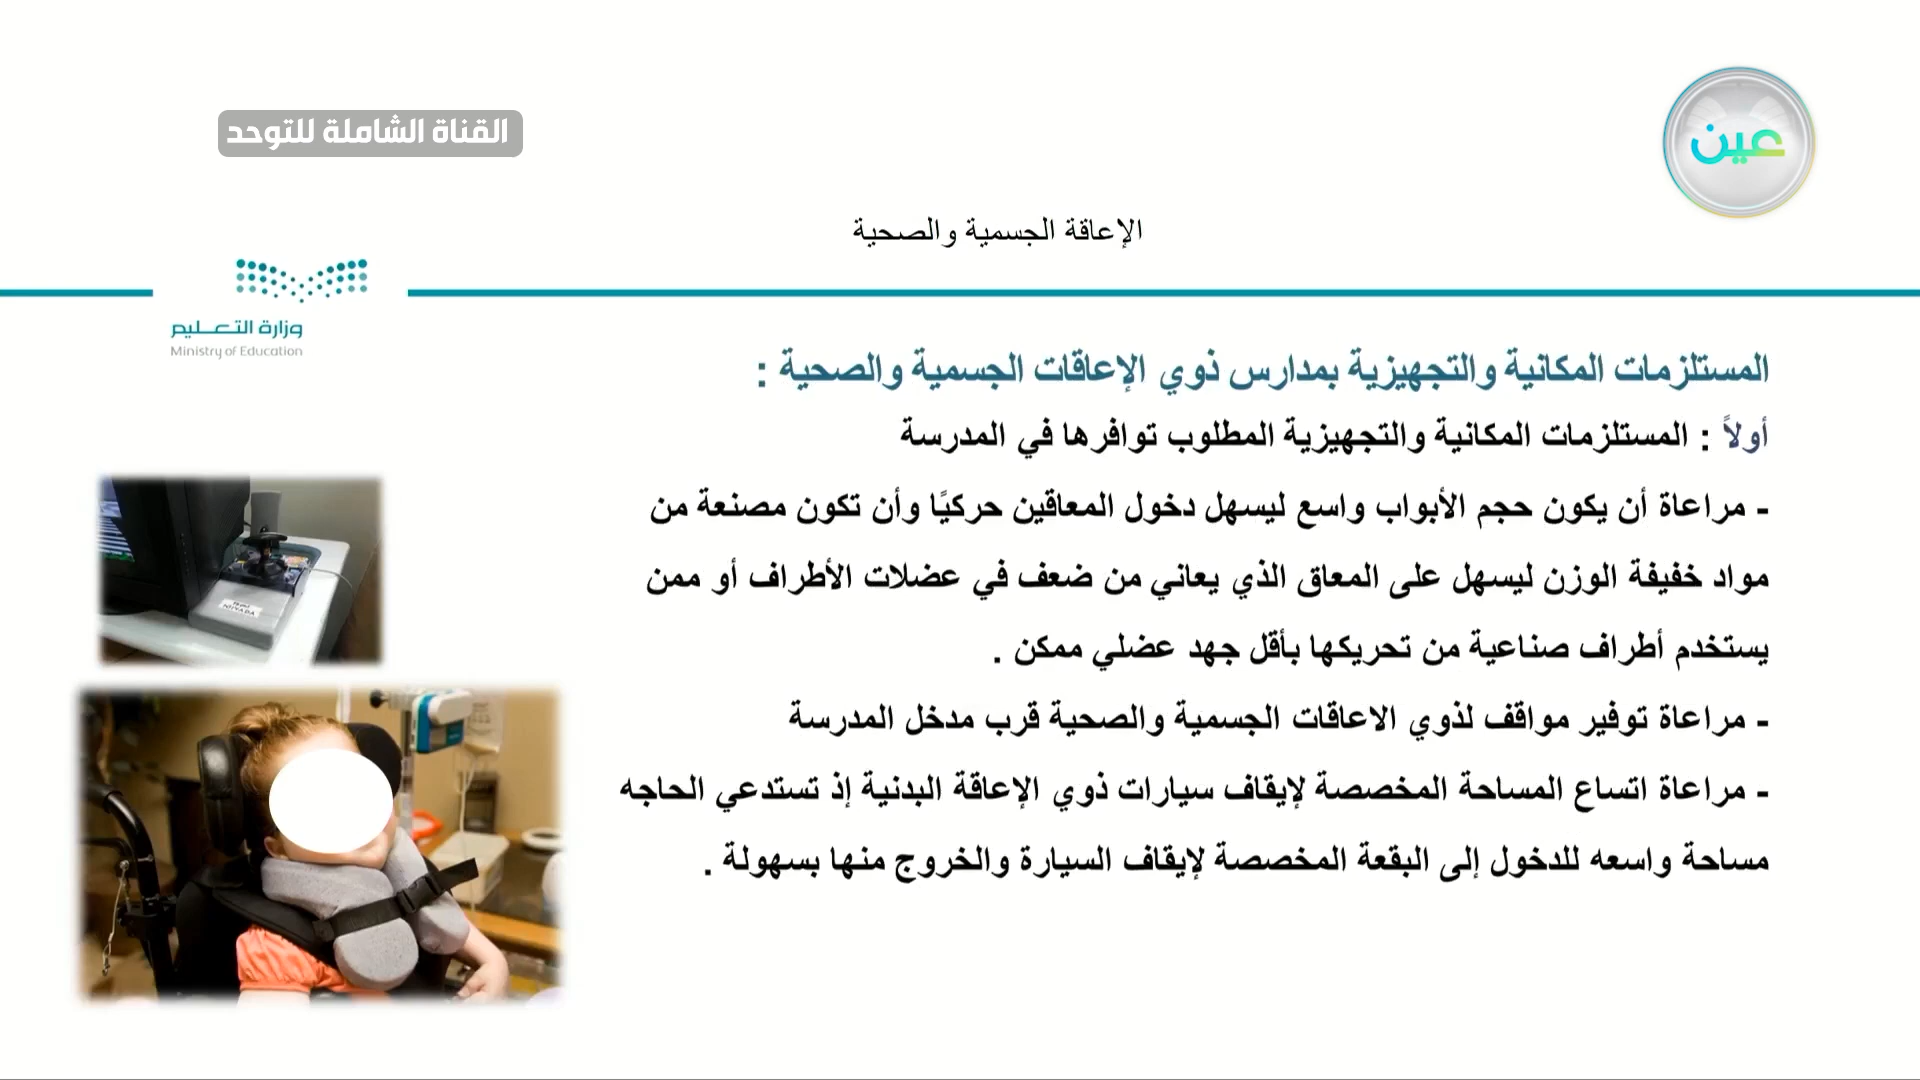 القناة الشاملة للتوحد
عين
الإعاقة الجسمية والصحية
وزارة التعليم
Ministry of Education
المستلزمات المكانية والتجهيزية بمدارس ذوي الإعاقات الجسمية والصحية :
أولاً : المستلزمات المكانية والتجهيزية المطلوب توافرها في المدرسة
- مراعاة أن يكون حجم الأبواب واسع ليسهل دخول المعاقين حركيًا وأن تكون مصنعة من
مواد خفيفة الوزن ليسهل على المعاق الذي يعاني من ضعف في عضلات الأطراف أو ممن
يستخدم أطراف صناعية من تحريكها بأقل جهد عضلي ممكن .
- مراعاة توفير مواقف لذوي الاعاقات الجسمية والصحية قرب مدخل المدرسة
- مراعاة اتساع المساحة المخصصة لإيقاف سيارات ذوي الإعاقة البدنية إذ تستدعي الحاجه
مساحة واسعه للدخول إلى البقعة المخصصة لإيقاف السيارة والخروج منها بسهولة .